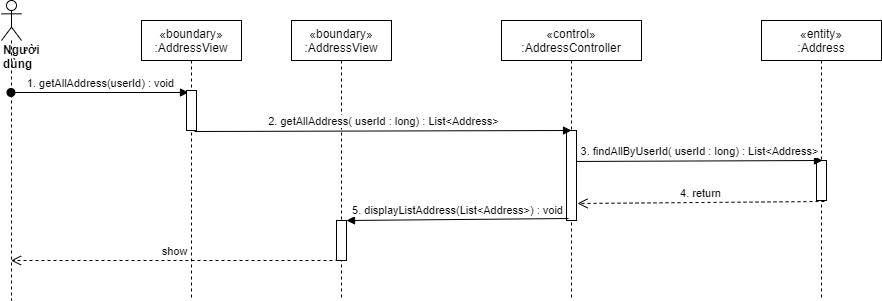 Người
dùng
«boundary»
:AddressView
«boundary»
:AddressView
«control»
:AddressController
«entity»
:Address
1. getAllAddress(userId) : void
2. getAllAddress( userId : long) : List<Address>
3. findAllByUserId( userId : long) : List<Address>
4. return
5. displayListAddress(List<Address>) : void
show